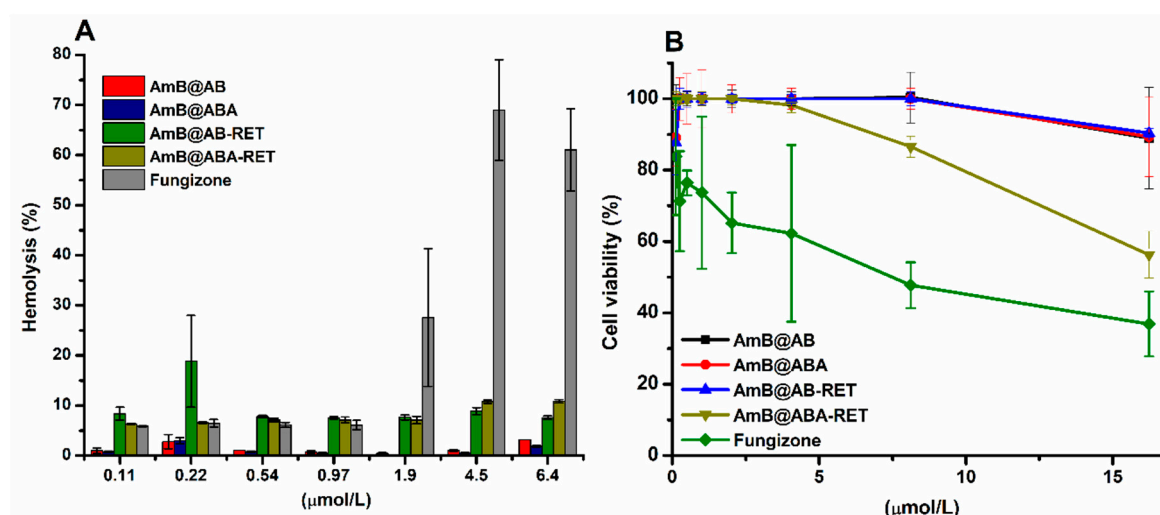 A
Hemolysis (%)
80
70
60
50
40
30
20
10
0
AmB@AB
AmB@ABA
AmB@AB-RET
AmB@ABA-RET
Fungizone
0.11 0.22 0.54 0.97 1.9 4.5 6.4
(μmol/L)
B
Cell viability (%)
100
80
60
40
20
0
AmB@AB
AmB@ABA
AmB@AB-RET
AmB@ABA-RET
Fungizone
0 5 10 15
(μmol/L)